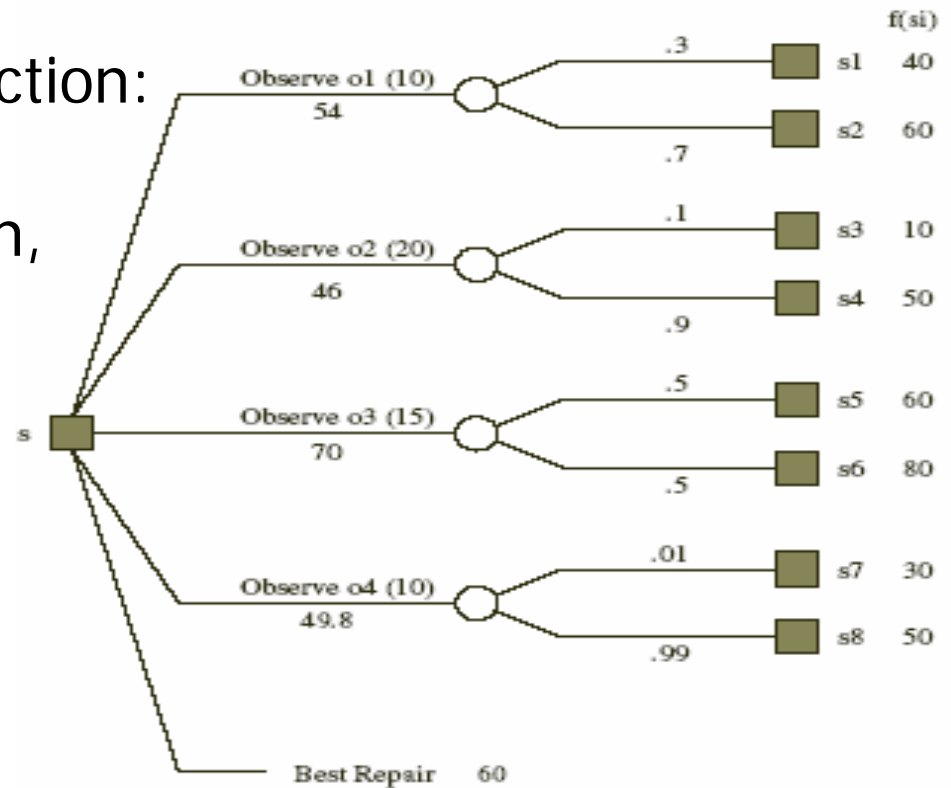 f(si)
ction:
n,
Observe o1 (10)
54
.3
s1 40
.7
s2 60
Observe o2 (20)
46
.1
s3 10
.9
s4 50
s
Observe o3 (15)
70
.5
s5 60
.5
s6 80
Observe o4 (10)
49.8
.01
s7 30
.99
s8 50
Best Repair 60